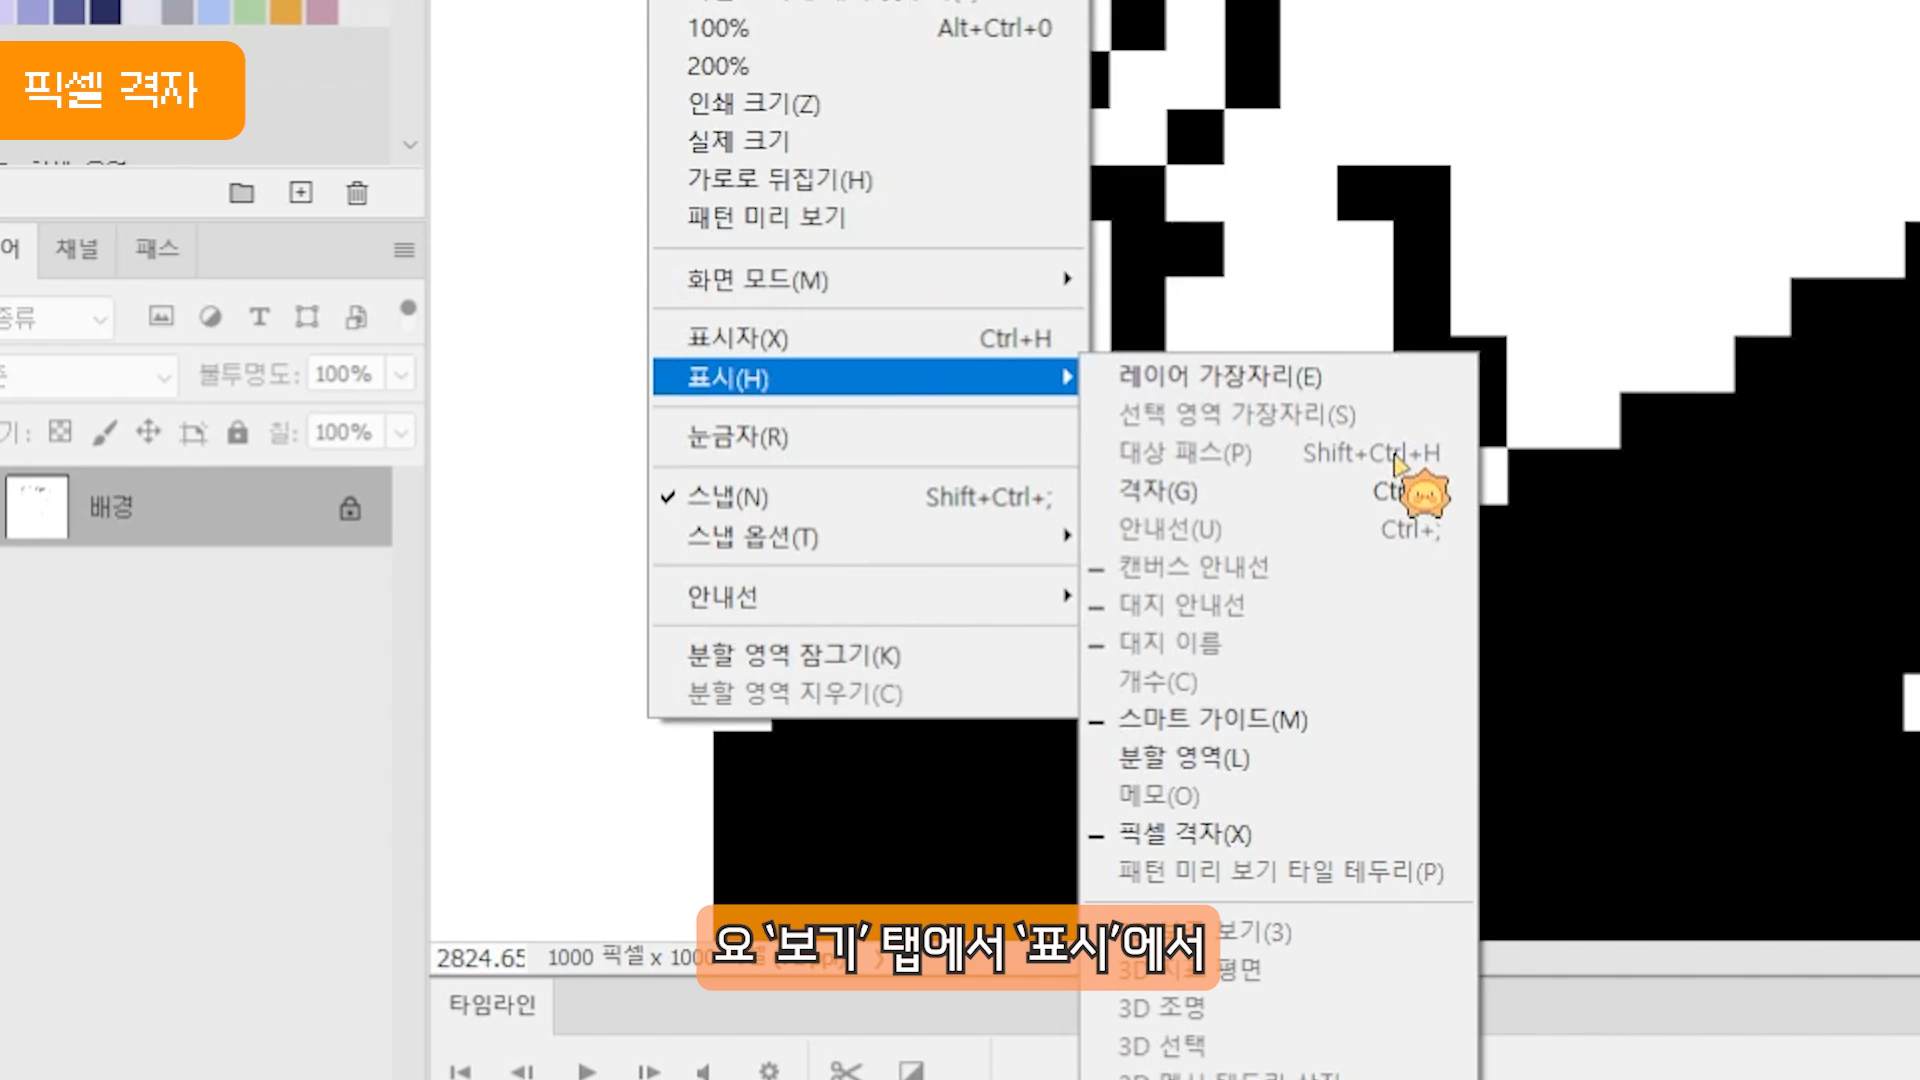 픽셀 격자
채널
패스
불투명도: 100%
칠: 100%
배경
100% Alt+Ctrl+0
200%
인쇄 크기(Z)
실제 크기
가로로 뒤집기(H)
패턴 미리 보기
화면 모드(M)
표시자(X) Ctrl+H
표시(H)
눈금자(R)
스냅(N) Shift+Ctrl+;
스냅 옵션(T)
안내선
분할 영역 잠그기(K)
분할 영역 지우기(C)
레이어 가장자리(E)
선택 영역 가장자리(S)
대상 패스(P) Shift+Ctrl+H
격자(G)
안내선(U) Ctrl+;
캔버스 안내선
대지 안내선
대지 이름
개수(C)
스마트 가이드(M)
분할 영역(L)
메모(O)
픽셀 격자(X)
패턴 미리 보기 타일 테두리(P)
보기(3)
평면
3D 조명
3D 선택
요 '보기' 탭에서 '표시'에서
2824.65
1000 픽셀 x
타임라인